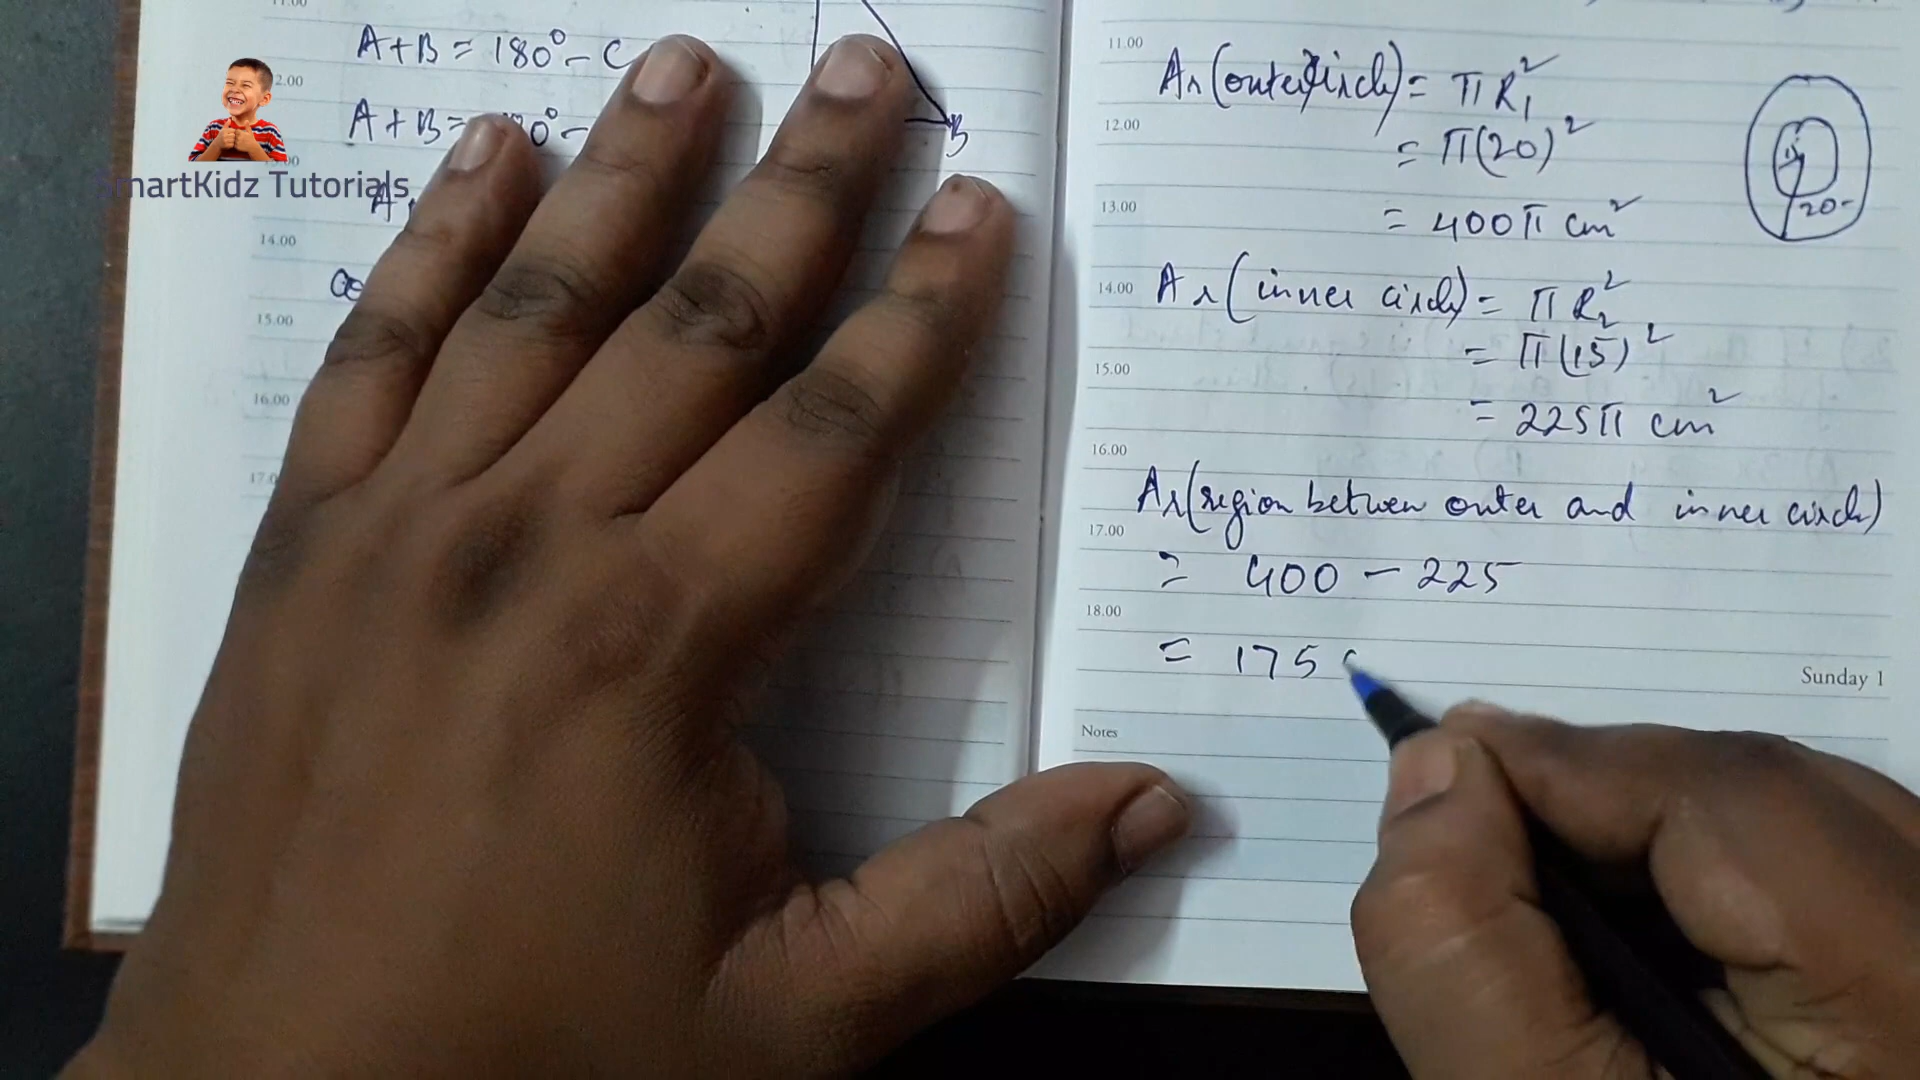 11.00
A+B = 180° - C
12.00
A+B =
SmartKidz Tutorials
B
14.00
15.00
16.00
11.00
Ar(outer circle) = πR₁²
12.00
= π(20)²
20
13.00
= 400π cm²
14.00
Ar(inner circle) = πR₂²
= π(15)²
15.00
= 225π cm²
16.00
Ar(region between outer and inner circle)
17.00
= 400 - 225
18.00
= 175
Sunday 1
Notes